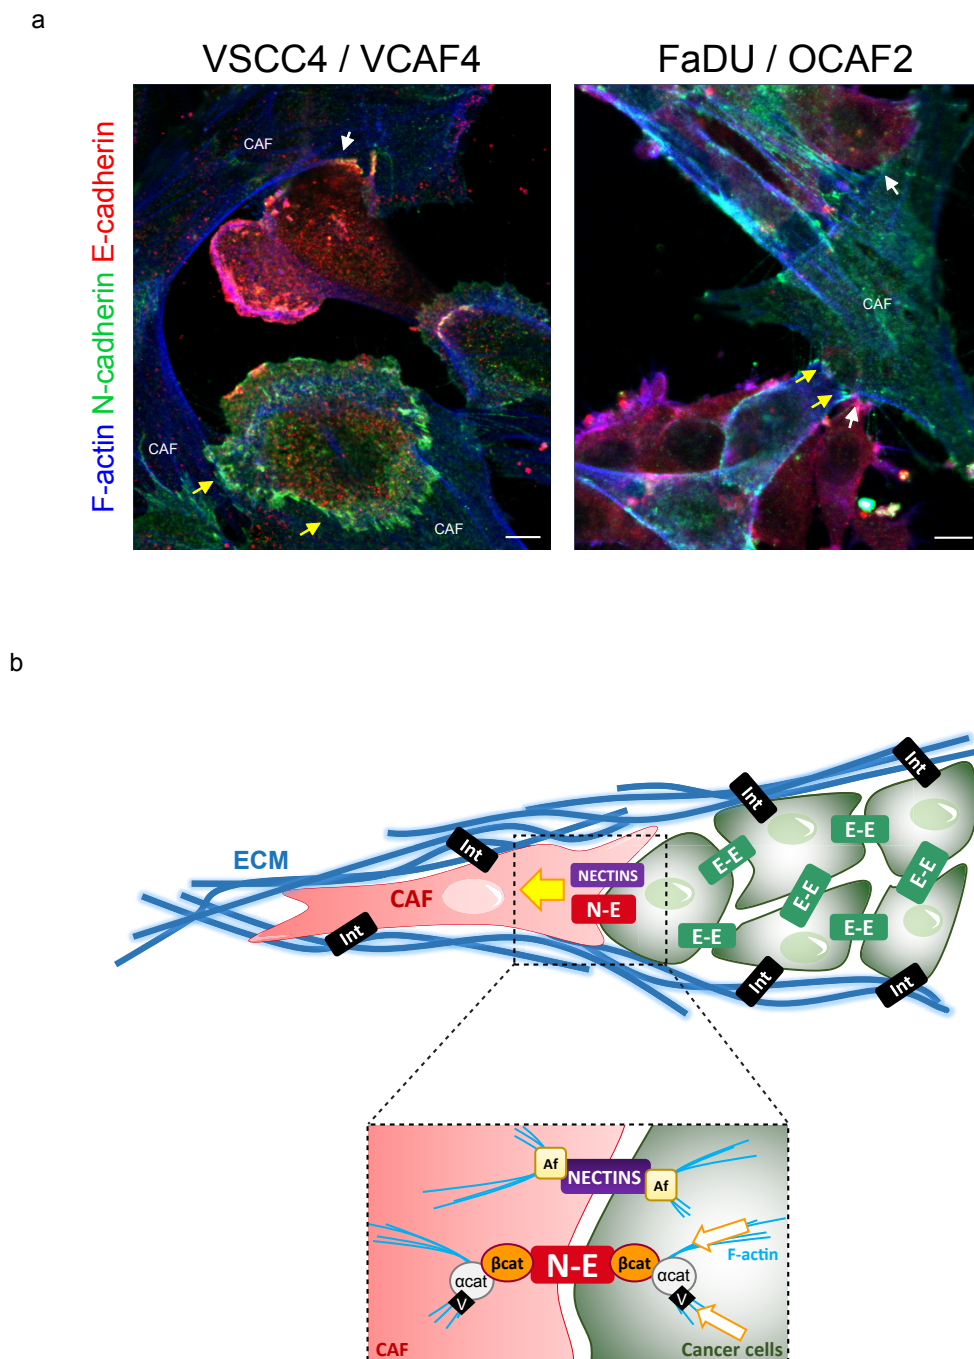 a
VSCC4 / VCAF4
FaDU / OCAF2
F-actin N-cadherin E-cadherin
CAF
CAF
CAF
CAF
b
ECM
CAF
Int
Int
Int
Int
Int
Int
NECTINS
N-E
E-E
E-E
E-E
E-E
E-E
E-E
Af
NECTINS
Af
F-actin
βcat
N-E
βcat
αcat
αcat
V
V
CAF
Cancer cells